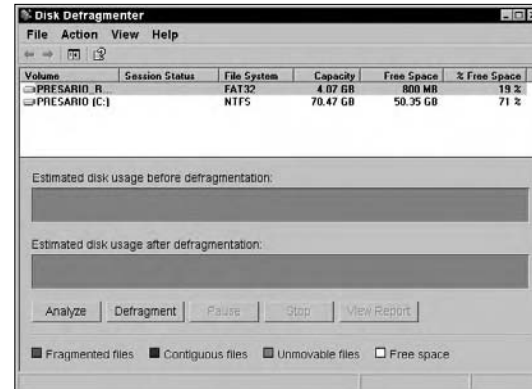 Disk Defragmenter
File Action View Help
Volume Session Status File System Capacity Free Space % Free Space
PRESARIO_R... FAT32 4.07 GB 800 MB 19 %
PRESARIO (C:) NTFS 70.47 GB 50.35 GB 71 %
Estimated disk usage before defragmentation:
Estimated disk usage after defragmentation:
Analyze Defragment Pause Stop View Report
Fragmented files Contiguous files Unmovable files Free space